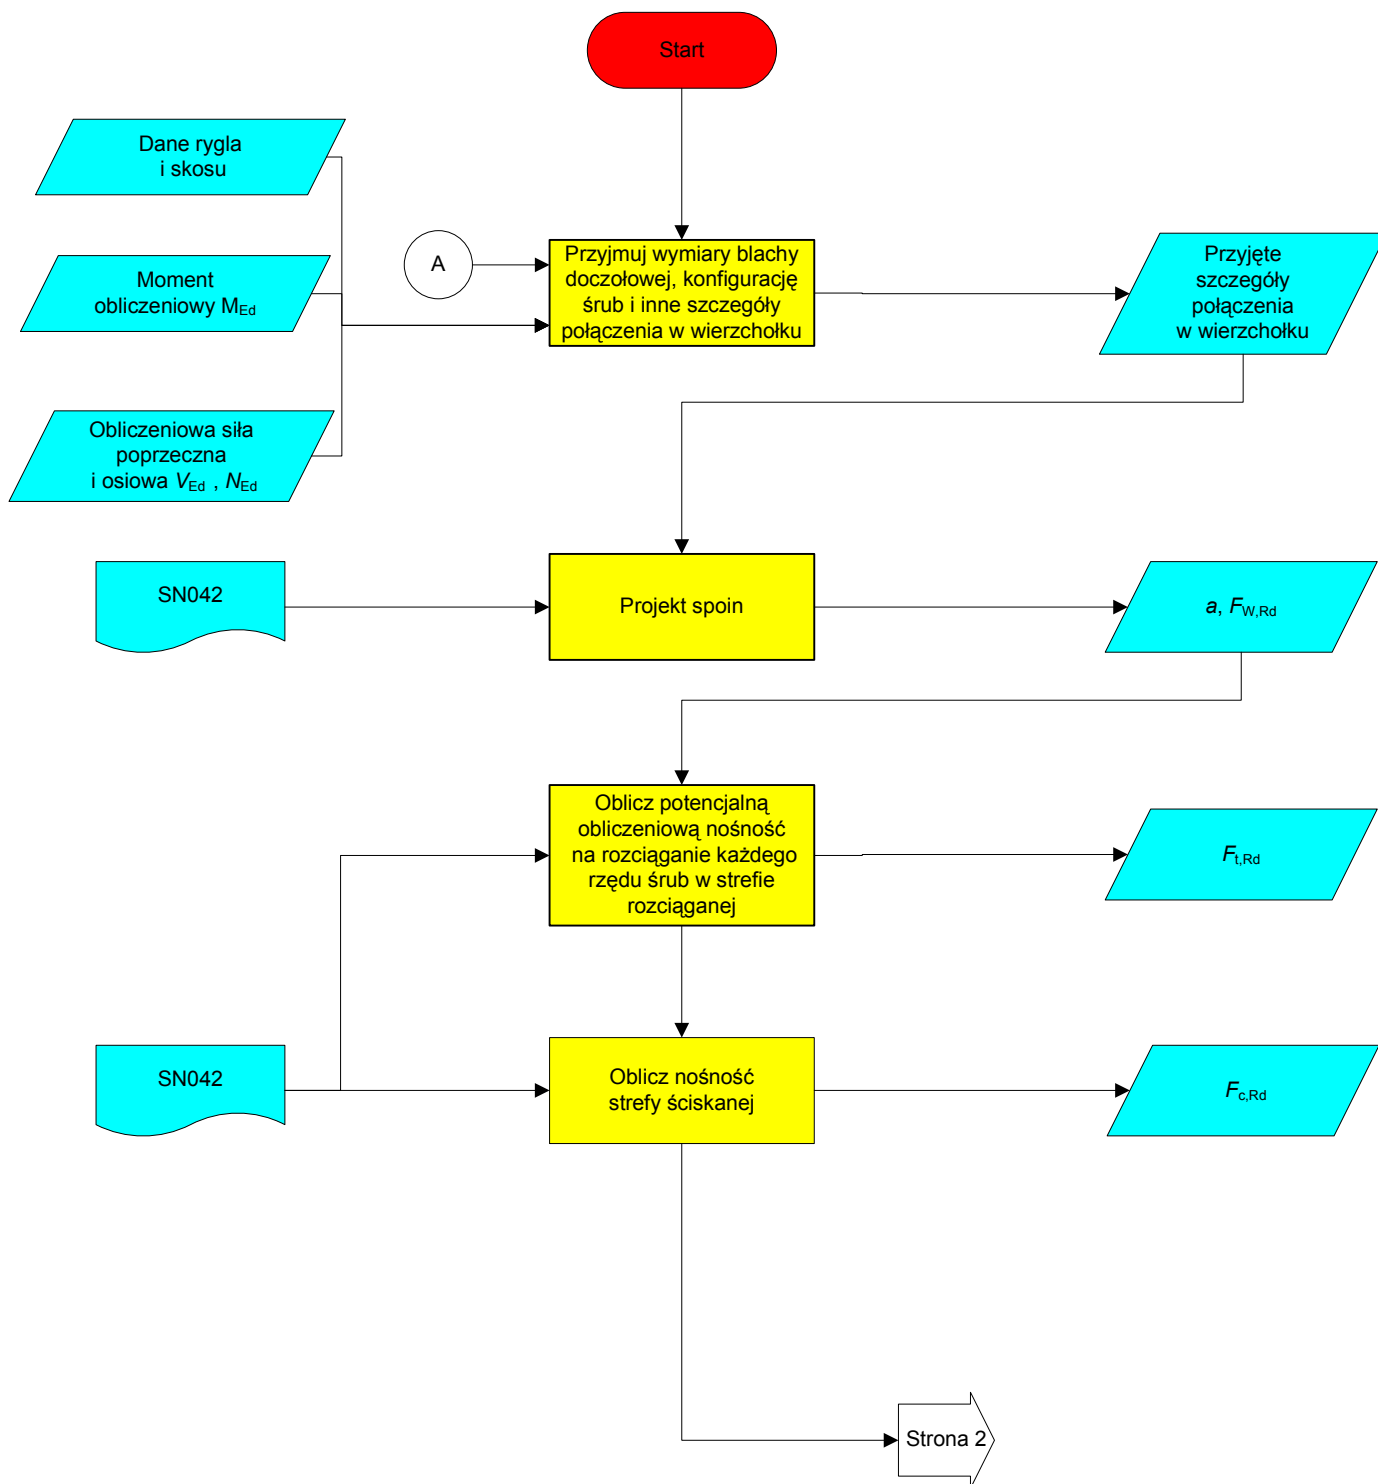 Start
Dane rygla
i skosu
A
Przyjmuj wymiary blachy
doczołowej, konfigurację
śrub i inne szczegóły
połączenia w wierzchołku
Przyjęte
szczegóły
połączenia
w wierzchołku
Moment
obliczeniowy MEd
Obliczeniowa siła
poprzeczna
i osiowa VEd , NEd
SN042
Projekt spoin
a, FW,Rd
Oblicz potencjalną
obliczeniową nośność
na rozciąganie każdego
rzędu śrub w strefie
rozciąganej
Ft,Rd
SN042
Oblicz nośność
strefy ściskanej
Fc,Rd
Strona 2